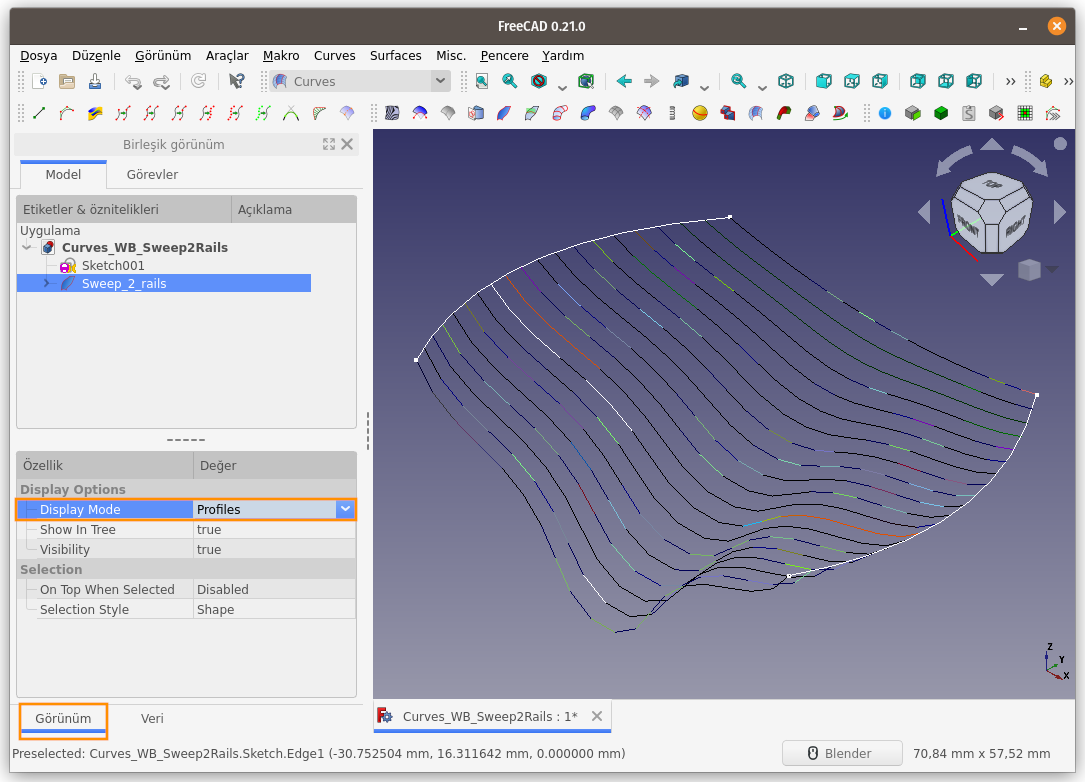 FreeCAD 0.21.0
Dosya Düzenle Görünüm Araçlar Makro Curves Surfaces Misc. Pencere Yardım
Curves
Birleşik görünüm
Model Görevler
Etiketler & öznitelikleri Açıklama
Uygulama
Curves_WB_Sweep2Rails
Sketch001
Sweep_2_rails
Özellik Değer
Display Options
Display Mode Profiles
Show In Tree true
Visibility true
Selection
On Top When Selected Disabled
Selection Style Shape
Görünüm Veri
TOP
FRONT RIGHT
Z
Y
X
Curves_WB_Sweep2Rails : 1*
Preselected: Curves_WB_Sweep2Rails.Sketch.Edge1 (-30.752504 mm, 16.311642 mm, 0.000000 mm)
Blender 70,84 mm x 57,52 mm